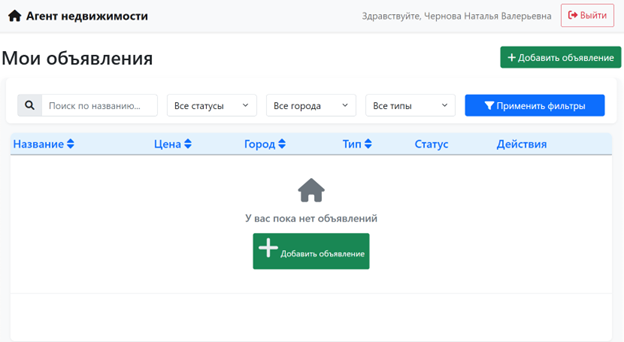 Агент недвижимости
Здравствуйте, Чернова Наталья Валерьевна
Выйти
Мои объявления
Добавить объявление
Поиск по названию...
Все статусы
Все города
Все типы
Применить фильтры
Название Цена Город Тип Статус Действия
У вас пока нет объявлений
Добавить объявление